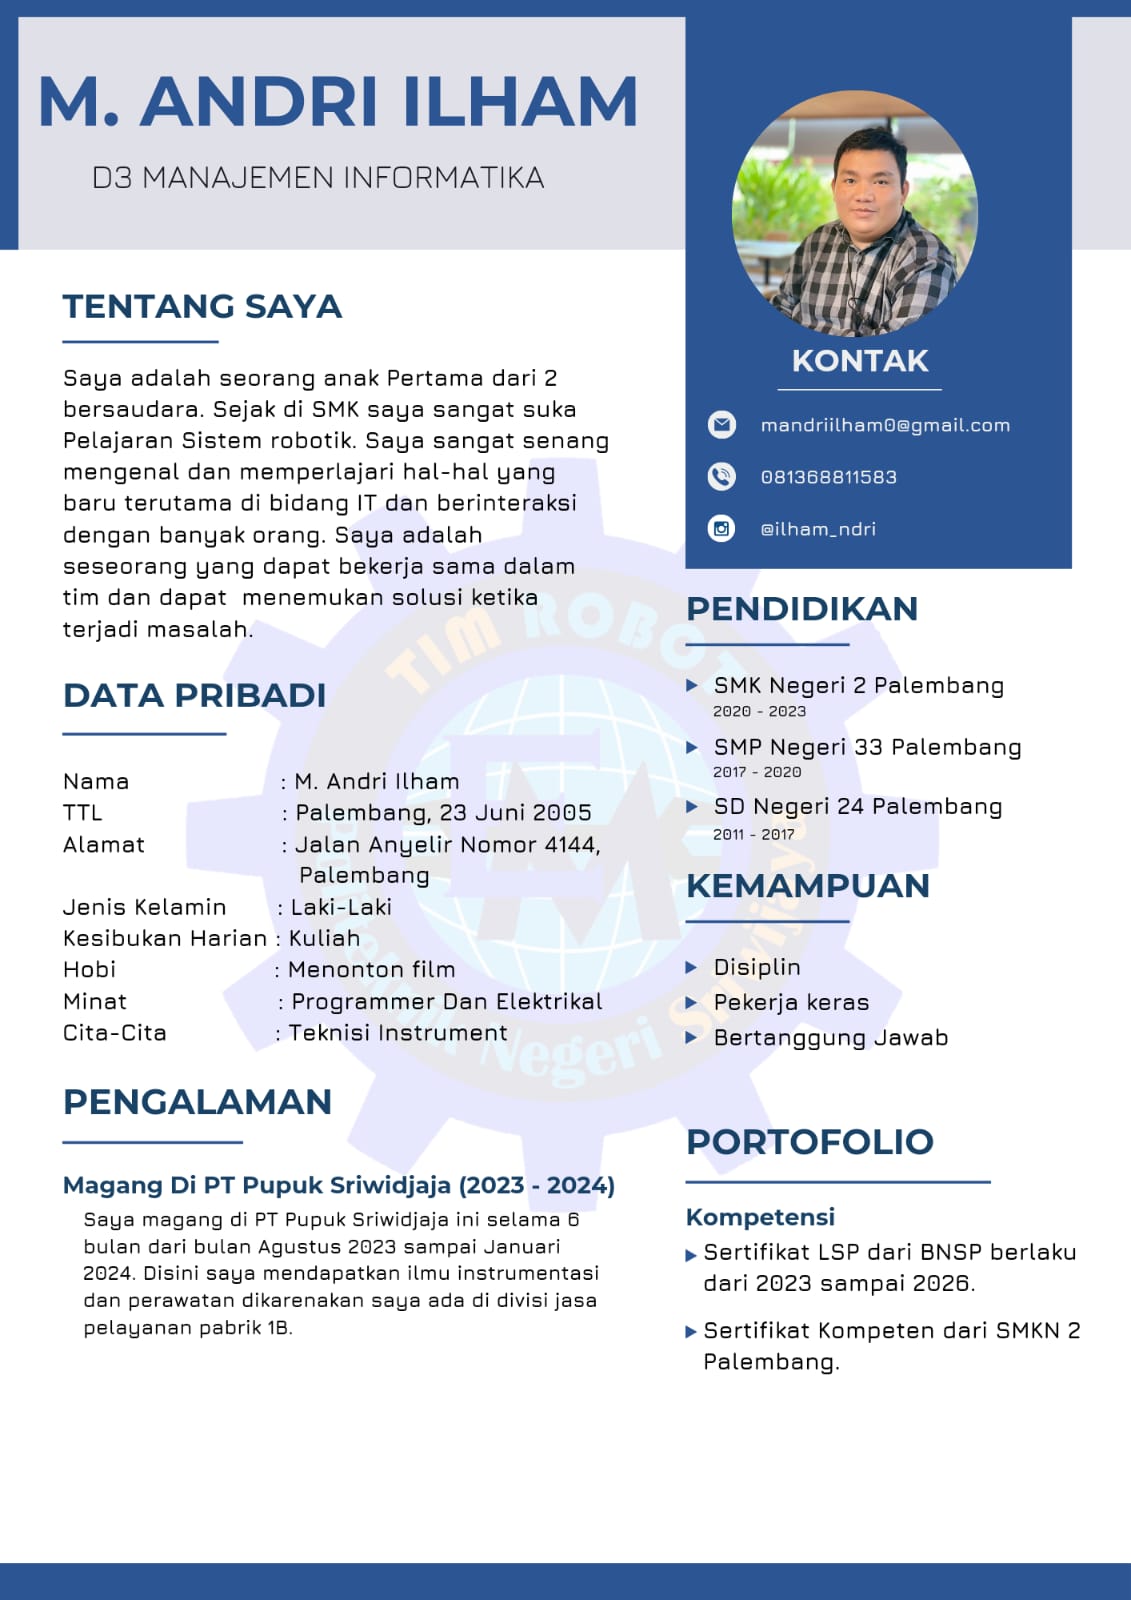 M. ANDRI ILHAM
D3 MANAJEMEN INFORMATIKA
TENTANG SAYA
Saya adalah seorang anak Pertama dari 2
bersaudara. Sejak di SMK saya sangat suka
Pelajaran Sistem robotik. Saya sangat senang
mengenal dan memperlajari hal-hal yang
baru terutama di bidang IT dan berinteraksi
dengan banyak orang. Saya adalah
seseorang yang dapat bekerja sama dalam
tim dan dapat menemukan solusi ketika
terjadi masalah.
DATA PRIBADI
Nama : M. Andri Ilham
TTL : Palembang, 23 Juni 2005
Alamat : Jalan Anyelir Nomor 4144,
Palembang
Jenis Kelamin : Laki-Laki
Kesibukan Harian : Kuliah
Hobi : Menonton film
Minat : Programmer Dan Elektrikal
Cita-Cita : Teknisi Instrument
PENGALAMAN
Magang Di PT Pupuk Sriwidjaja (2023 - 2024)
Saya magang di PT Pupuk Sriwidjaja ini selama 6
bulan dari bulan Agustus 2023 sampai Januari
2024. Disini saya mendapatkan ilmu instrumentasi
dan perawatan dikarenakan saya ada di divisi jasa
pelayanan pabrik 1B.
KONTAK
mandriilham0@gmail.com
081368811583
@ilham_ndri
PENDIDIKAN
SMK Negeri 2 Palembang
2020 - 2023
SMP Negeri 33 Palembang
2017 - 2020
SD Negeri 24 Palembang
2011 - 2017
KEMAMPUAN
Disiplin
Pekerja keras
Bertanggung Jawab
PORTOFOLIO
Kompetensi
Sertifikat LSP dari BNSP berlaku
dari 2023 sampai 2026.
Sertifikat Kompeten dari SMKN 2
Palembang.
TIM ROBOT
EM
Negeri Sriwijaya